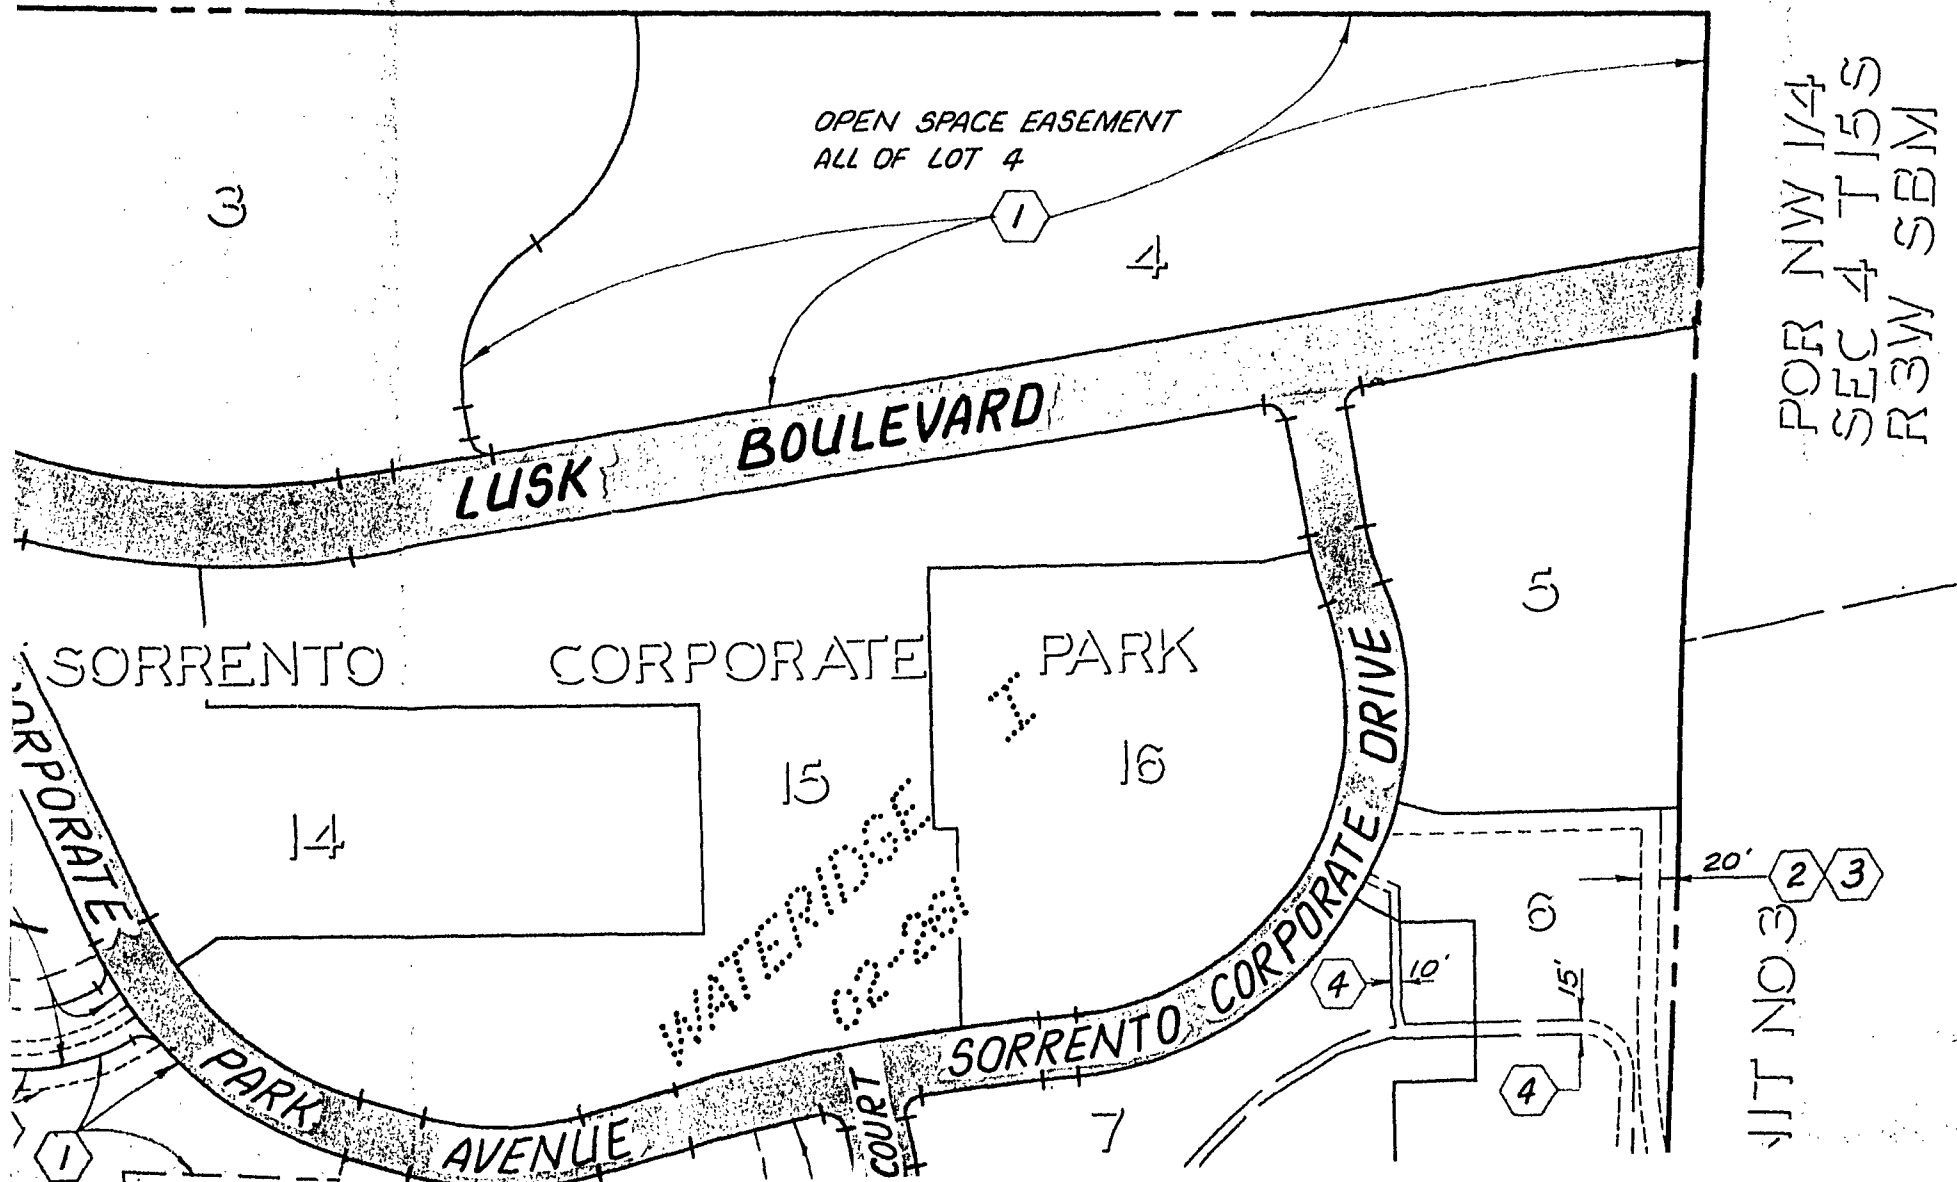 OPEN SPACE EASEMENT
ALL OF LOT 4
3
1
4
POR NW 1/4
SEC 4 T15S
R3W SBM
LUSK BOULEVARD
5
SORRENTO CORPORATE PARK
I
CORPORATE
14
15
16
DRIVE
CORPORATE
SORRENTO
WATERIDGE
20'
2
3
6
4
10'
15'
4
PARK
AVENUE
COURT
7
1
NO.3